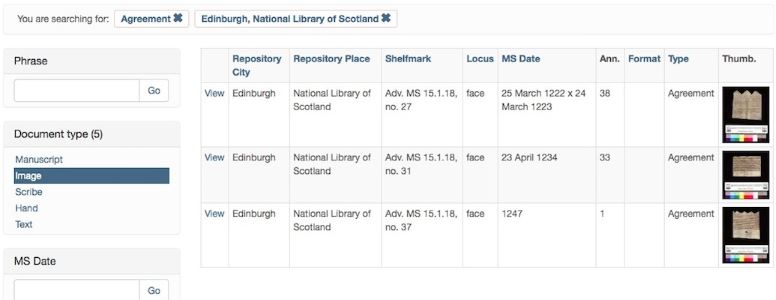 You are searching for: Agreement ✖ Edinburgh, National Library of Scotland ✖
Phrase
Go
Document type (5)
Manuscript
Image
Scribe
Hand
Text
MS Date
Go
Repository City Repository Place Shelfmark Locus MS Date Ann. Format Type Thumb.
View Edinburgh National Library of Scotland Adv. MS 15.1.18, no. 27 face 25 March 1222 x 24 March 1223 38 Agreement
View Edinburgh National Library of Scotland Adv. MS 15.1.18, no. 31 face 23 April 1234 33 Agreement
View Edinburgh National Library of Scotland Adv. MS 15.1.18, no. 37 face 1247 1 Agreement